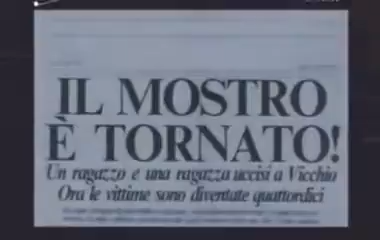 IL MOSTRO
È TORNATO!
Un ragazzo e una ragazza uccisi a Vicchio
Ora le vittime sono diventate quattordici